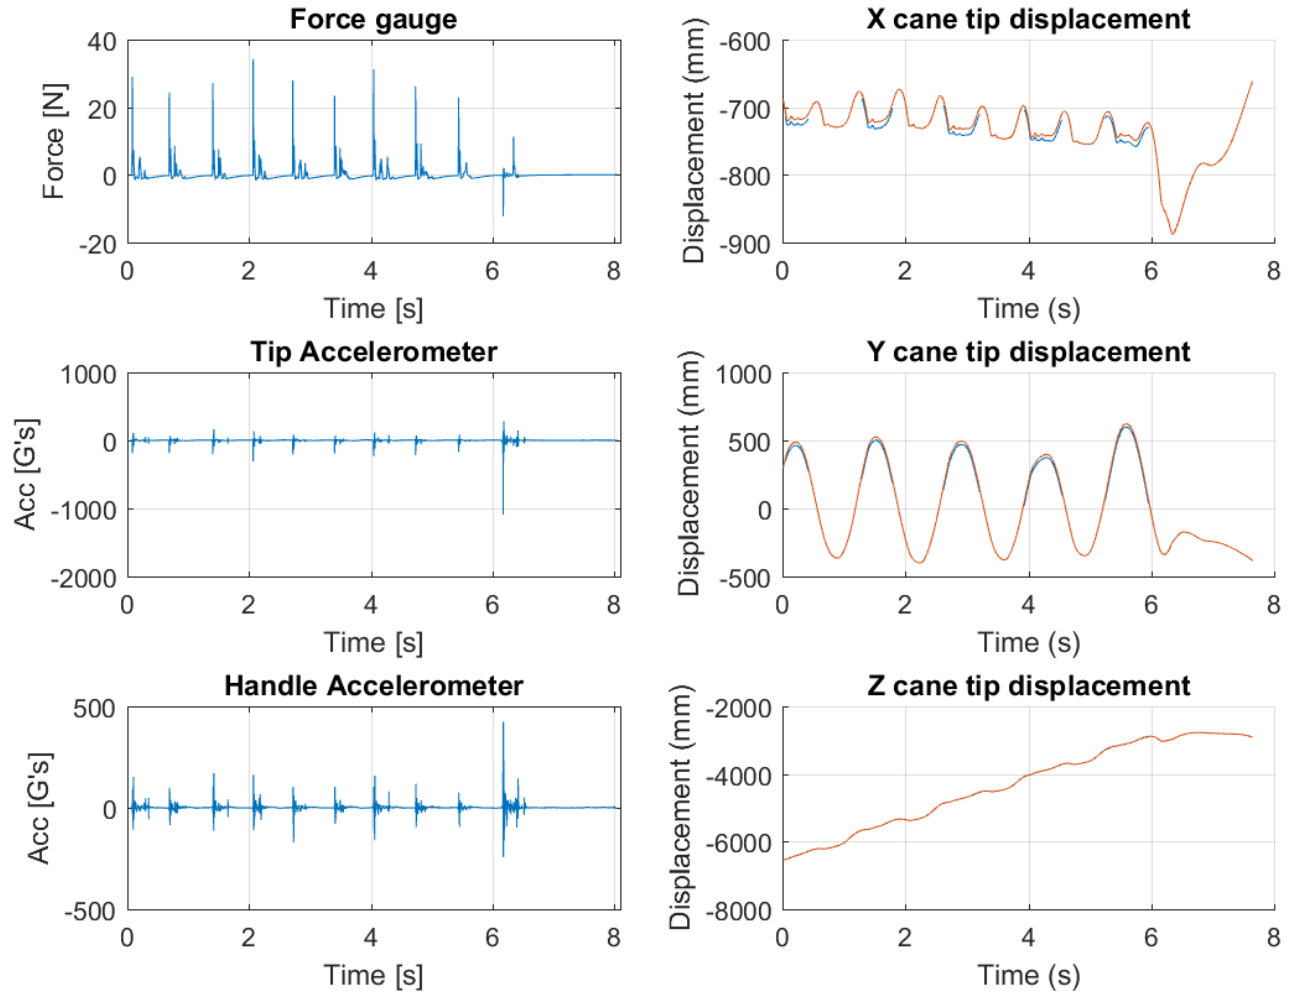 Force gauge
40
20
0
-20
Force [N]
0 2 4 6 8
Time [s]
X cane tip displacement
-600
-700
-800
-900
Displacement (mm)
0 2 4 6 8
Time (s)
Tip Accelerometer
1000
0
-1000
-2000
Acc [G's]
0 2 4 6 8
Time [s]
Y cane tip displacement
1000
500
0
-500
Displacement (mm)
0 2 4 6 8
Time (s)
Handle Accelerometer
500
0
-500
Acc [G's]
0 2 4 6 8
Time [s]
Z cane tip displacement
-2000
-4000
-6000
-8000
Displacement (mm)
0 2 4 6 8
Time (s)